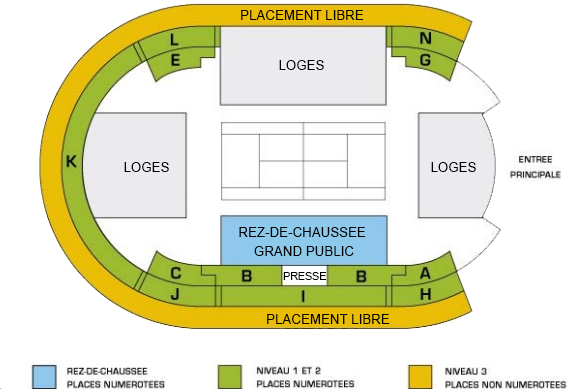 PLACEMENT LIBRE
L
N
E
G
LOGES
K
LOGES
LOGES
ENTREE
PRINCIPALE
REZ-DE-CHAUSSEE
GRAND PUBLIC
C
B
PRESSE
B
A
J
I
H
PLACEMENT LIBRE
REZ-DE-CHAUSSEE
PLACES NUMEROTEES
NIVEAU 1 ET 2
PLACES NUMEROTEES
NIVEAU 3
PLACES NON NUMEROTEES